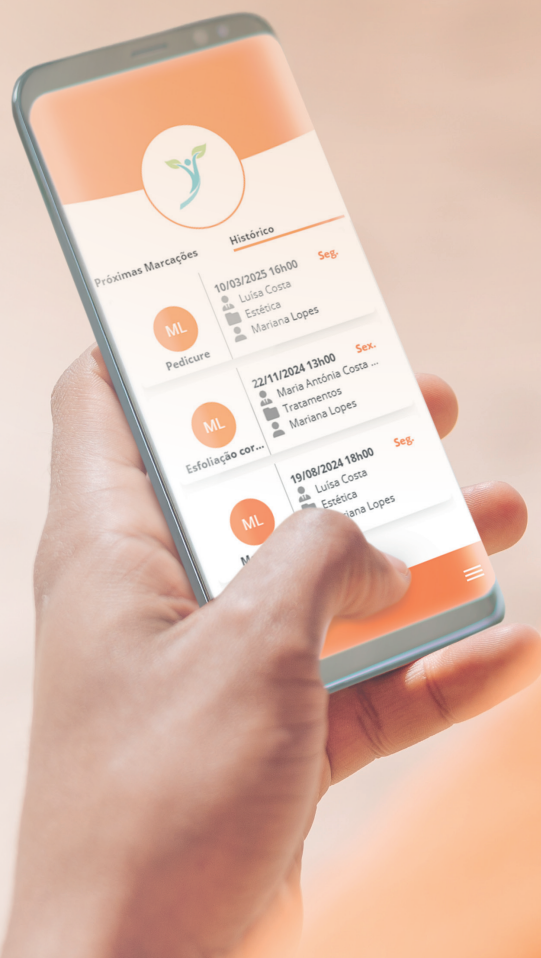 Próximas Marcações
Histórico
10/03/2025 16h00
Seg.
Luísa Costa
Estética
Mariana Lopes
ML
Pedicure
22/11/2024 13h00
Sex.
Maria Antónia Costa ...
Tratamentos
Mariana Lopes
ML
Esfoliação cor...
19/08/2024 18h00
Seg.
Luísa Costa
Estética
Lopes
ML